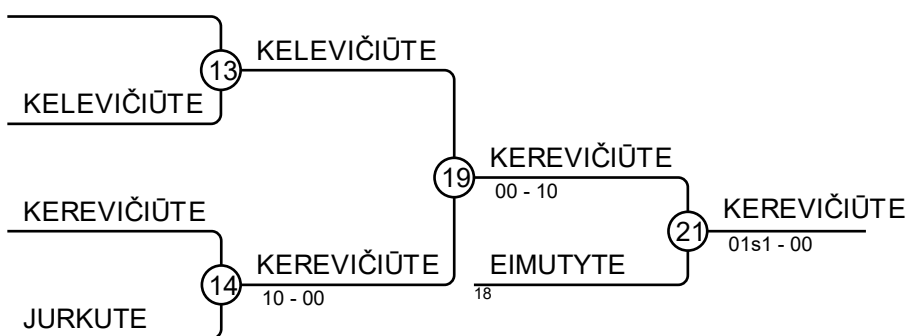 KELEVIČIŪTE
13
KELEVIČIŪTE
KEREVIČIŪTE
19
00 - 10
KEREVIČIŪTE
KEREVIČIŪTE
21
01s1 - 00
KEREVIČIŪTE
14
10 - 00
EIMUTYTE
18
JURKUTE